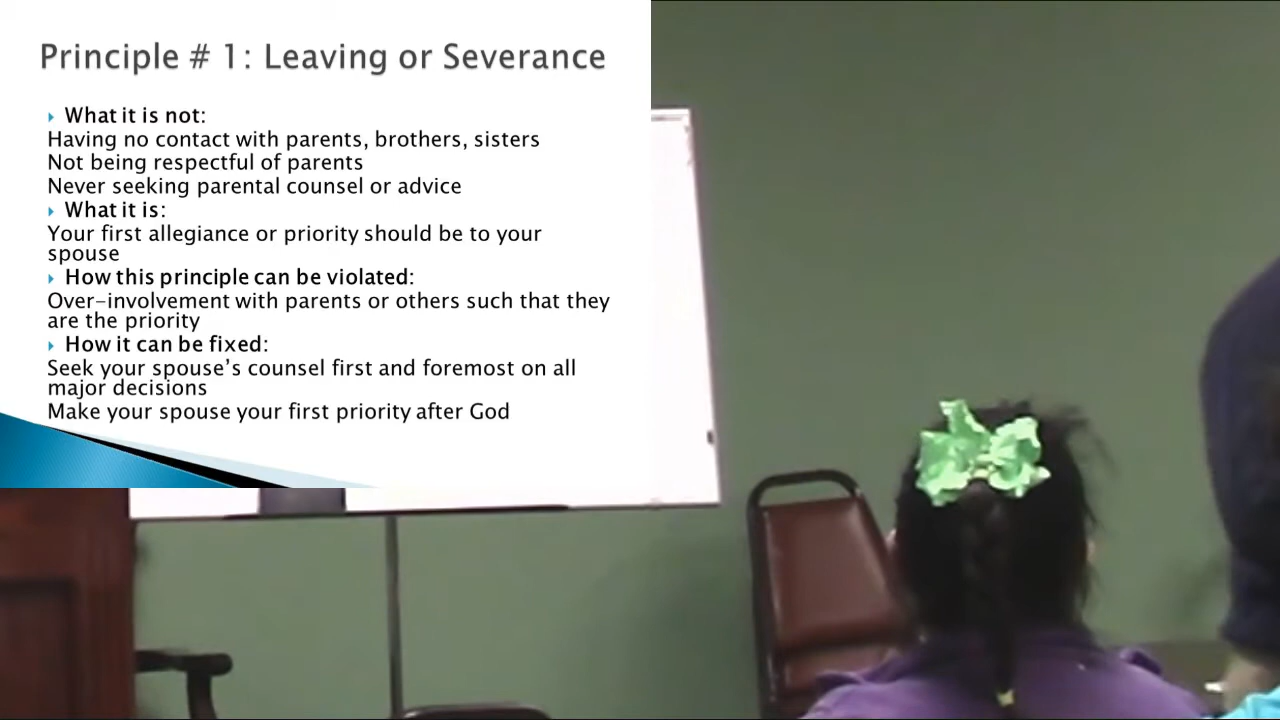 Principle # 1: Leaving or Severance
What it is not:
Having no contact with parents, brothers, sisters
Not being respectful of parents
Never seeking parental counsel or advice
What it is:
Your first allegiance or priority should be to your
spouse
How this principle can be violated:
Over-involvement with parents or others such that they
are the priority
How it can be fixed:
Seek your spouse's counsel first and foremost on all
major decisions
Make your spouse your first priority after God